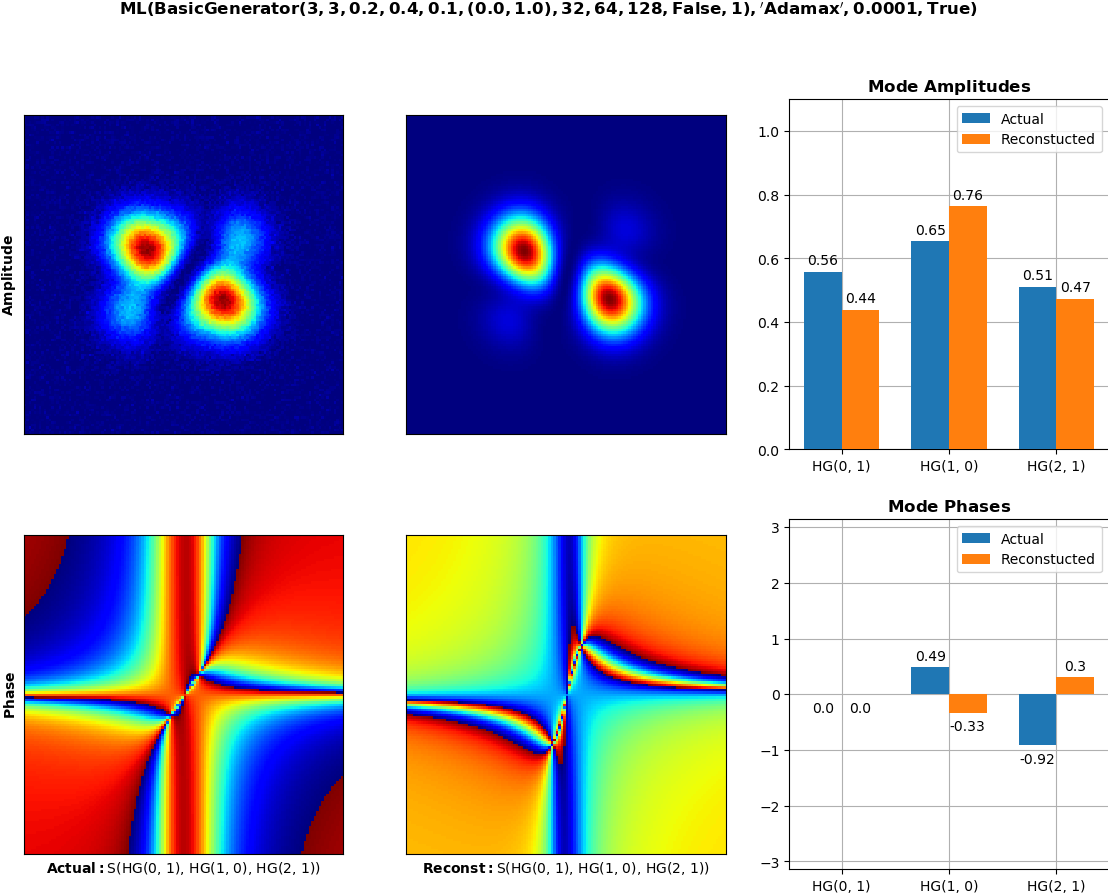 ML(BasicGenerator(3, 3, 0.2, 0.4, 0.1, (0.0, 1.0), 32, 64, 128, False, 1), 'Adamax', 0.0001, True)
Amplitude
Mode Amplitudes
Actual
Reconstucted
1.0
0.8
0.6
0.4
0.2
0.0
0.56
0.44
0.65
0.76
0.51
0.47
HG(0, 1)
HG(1, 0)
HG(2, 1)
Phase
Actual: S(HG(0, 1), HG(1, 0), HG(2, 1))
Reconst: S(HG(0, 1), HG(1, 0), HG(2, 1))
Mode Phases
Actual
Reconstucted
3
2
1
0
−1
−2
−3
0.0
0.0
0.49
-0.33
-0.92
0.3
HG(0, 1)
HG(1, 0)
HG(2, 1)